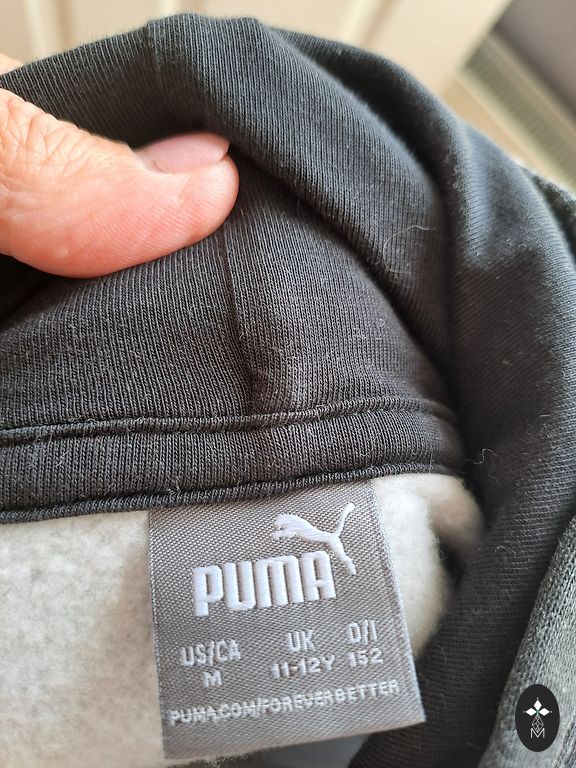 PUMA
US/CA UK D/I
M 11-12Y 152
PUMA.COM/FOREVERBETTER
M